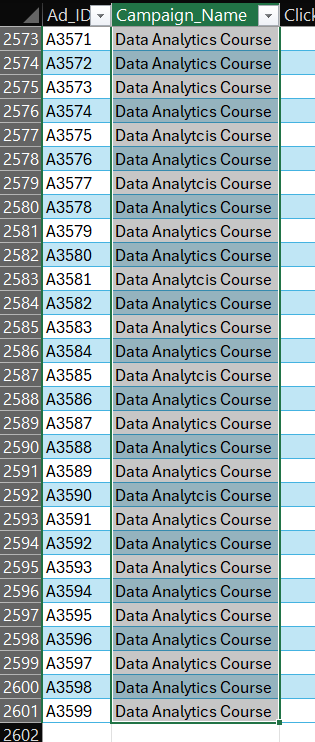 Ad_ID Campaign_Name Click
2573 A3571 Data Analytics Course
2574 A3572 Data Analytics Course
2575 A3573 Data Analytics Course
2576 A3574 Data Analytics Course
2577 A3575 Data Analytcis Course
2578 A3576 Data Analytics Course
2579 A3577 Data Analytcis Course
2580 A3578 Data Analytics Course
2581 A3579 Data Analytics Course
2582 A3580 Data Analytics Course
2583 A3581 Data Analytcis Course
2584 A3582 Data Analytics Course
2585 A3583 Data Analytics Course
2586 A3584 Data Analytics Course
2587 A3585 Data Analytcis Course
2588 A3586 Data Analytics Course
2589 A3587 Data Analytics Course
2590 A3588 Data Analytics Course
2591 A3589 Data Analytics Course
2592 A3590 Data Analytcis Course
2593 A3591 Data Analytics Course
2594 A3592 Data Analytics Course
2595 A3593 Data Analytics Course
2596 A3594 Data Analytics Course
2597 A3595 Data Analytics Course
2598 A3596 Data Analytics Course
2599 A3597 Data Analytics Course
2600 A3598 Data Analytics Course
2601 A3599 Data Analytics Course
2602